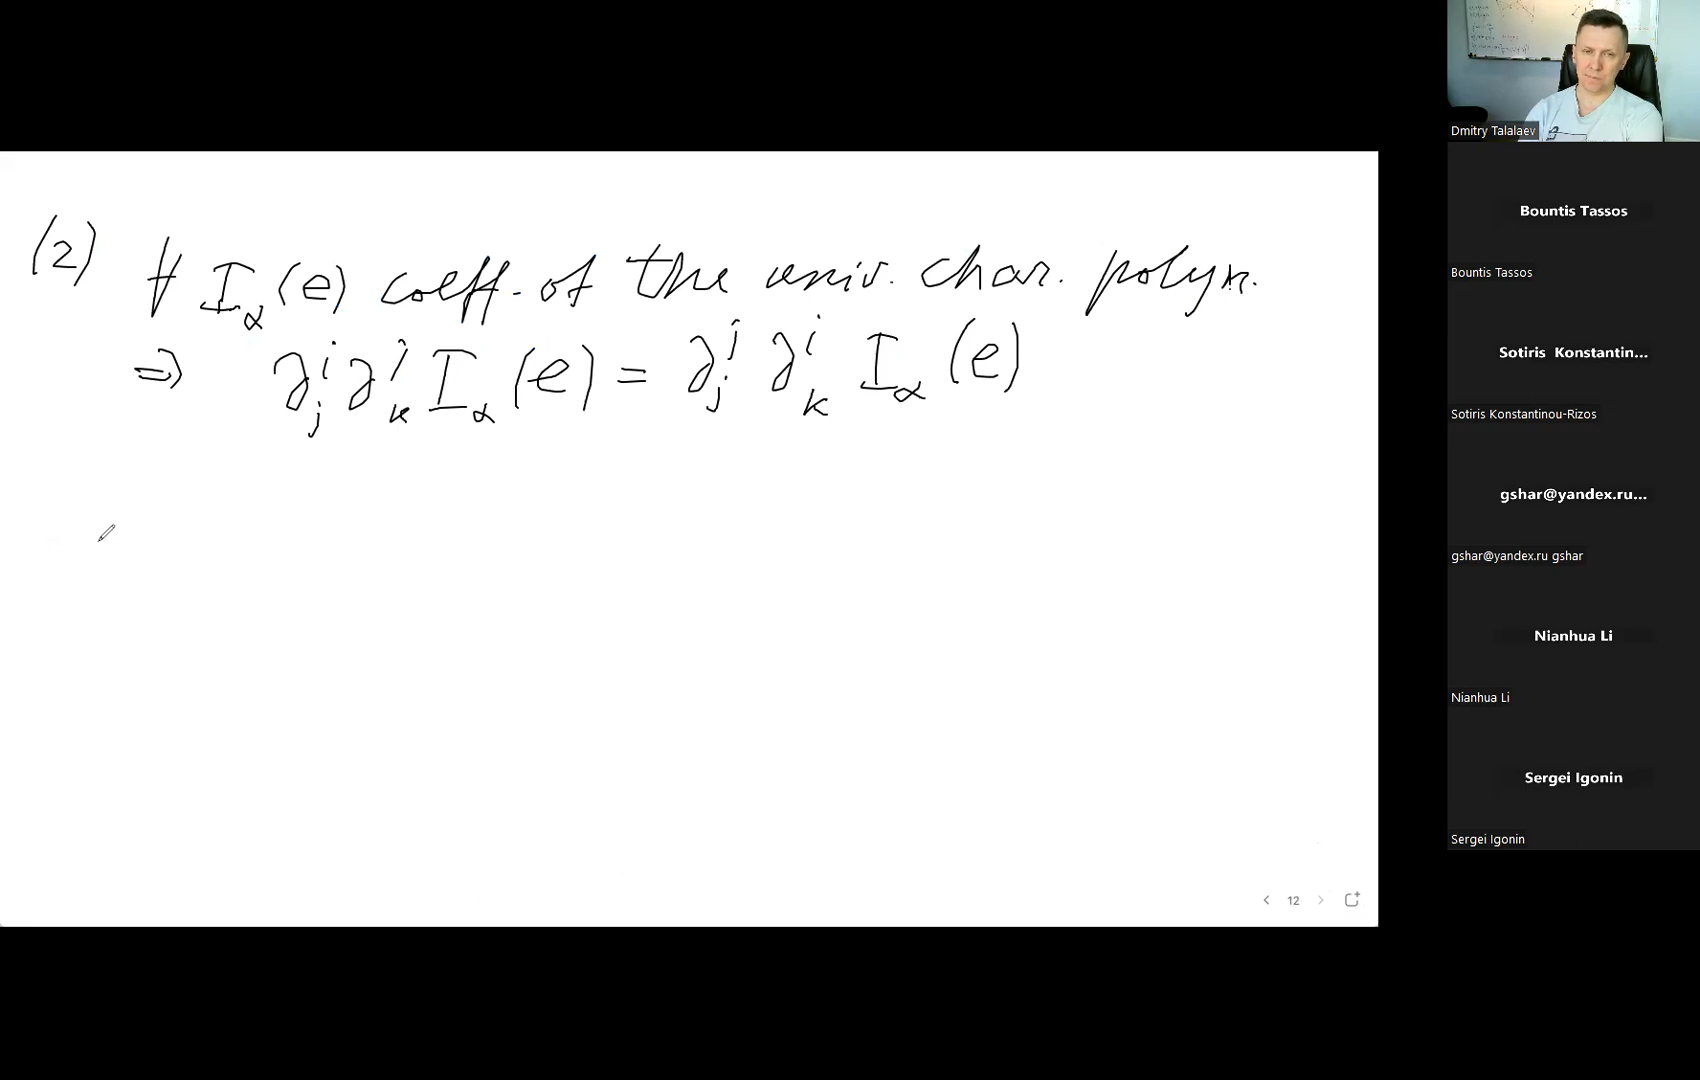 (2) ∀ I_α(e) coeff. of the univ. char. polyn.
⇒ ∂^i_j ∂^j_k I_α(e) = ∂^j_j ∂^i_k I_α(e)
12
Dmitry Talalaev
Bountis Tassos
Bountis Tassos
Sotiris Konstantin...
Sotiris Konstantinou-Rizos
gshar@yandex.ru...
gshar@yandex.ru gshar
Nianhua Li
Nianhua Li
Sergei Igonin
Sergei Igonin